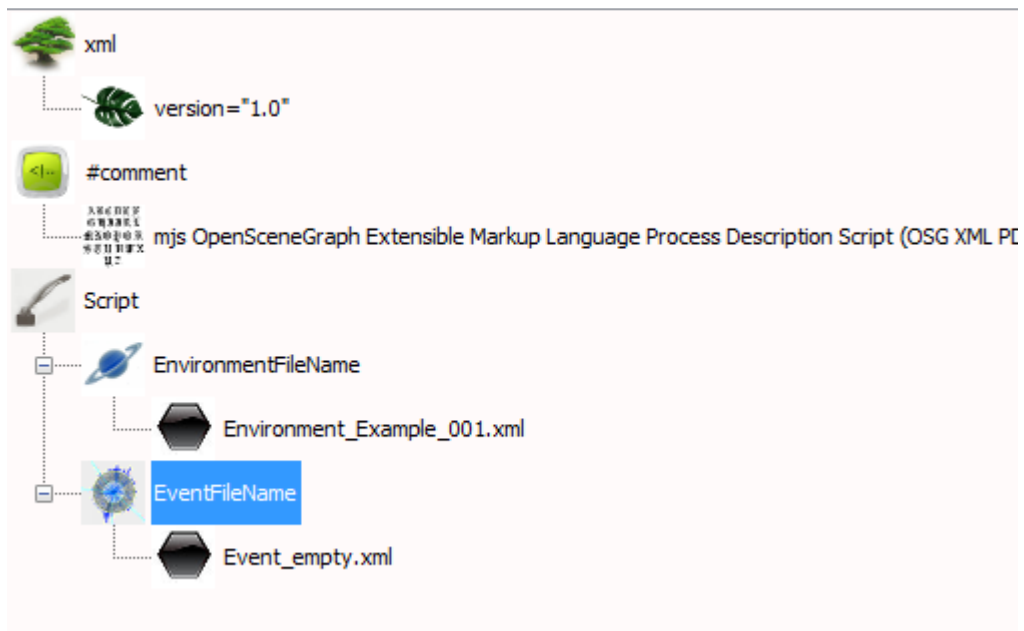 xml
version="1.0"
<!..
#comment
mjs OpenSceneGraph Extensible Markup Language Process Description Script (OSG XML
Script
EnvironmentFileName
Environment_Example_001.xml
EventFileName
Event_empty.xml